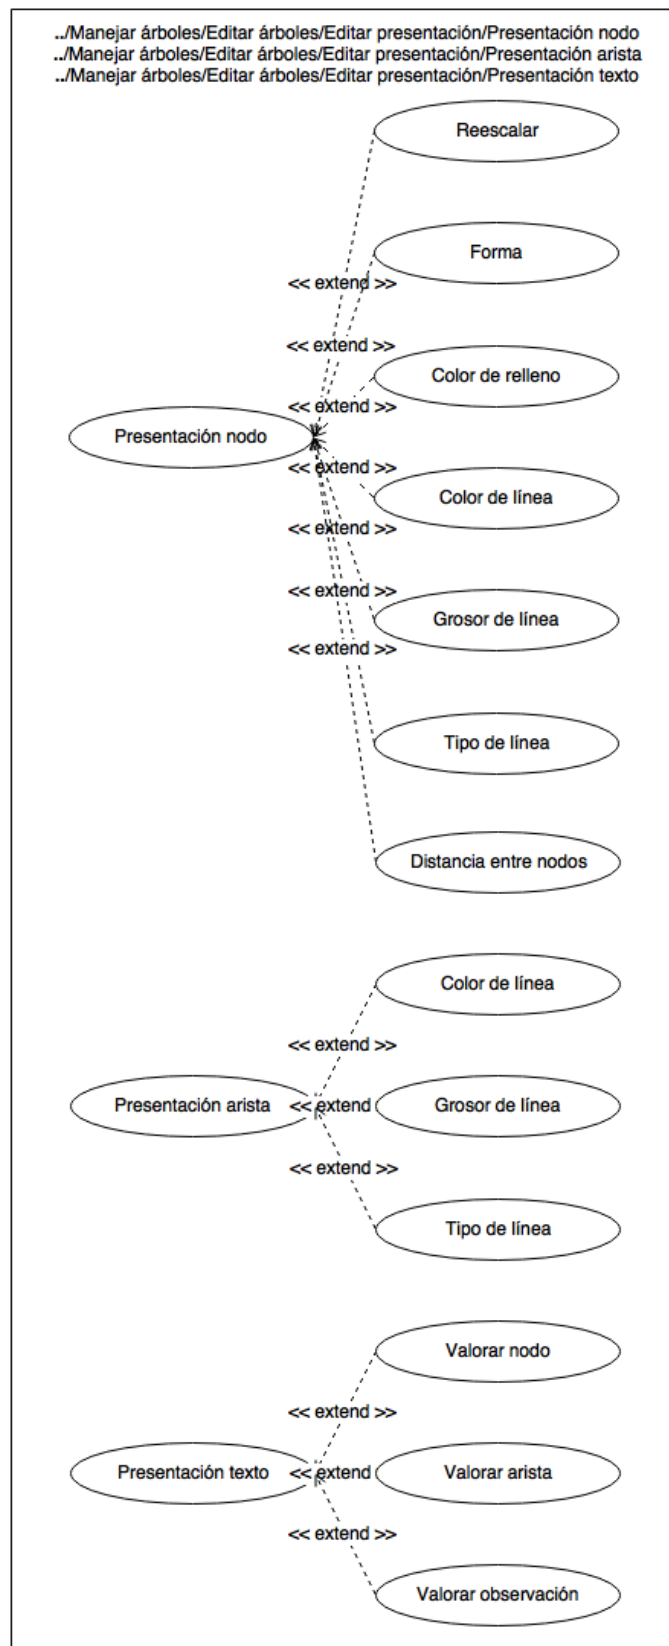 ../Manejar árboles/Editar árboles/Editar presentación/Presentación nodo
../Manejar árboles/Editar árboles/Editar presentación/Presentación arista
../Manejar árboles/Editar árboles/Editar presentación/Presentación texto
Reescalar
Forma
<< extend >>
<< extend >>
Color de relleno
<< extend >>
Presentación nodo
<< extend >>
Color de línea
<< extend >>
<< extend >>
Grosor de línea
<< extend >>
Tipo de línea
Distancia entre nodos
Color de línea
<< extend >>
Presentación arista
<< extend
Grosor de línea
<< extend >>
Tipo de línea
Valorar nodo
<< extend >>
Presentación texto
<< extend
Valorar arista
<< extend >>
Valorar observación